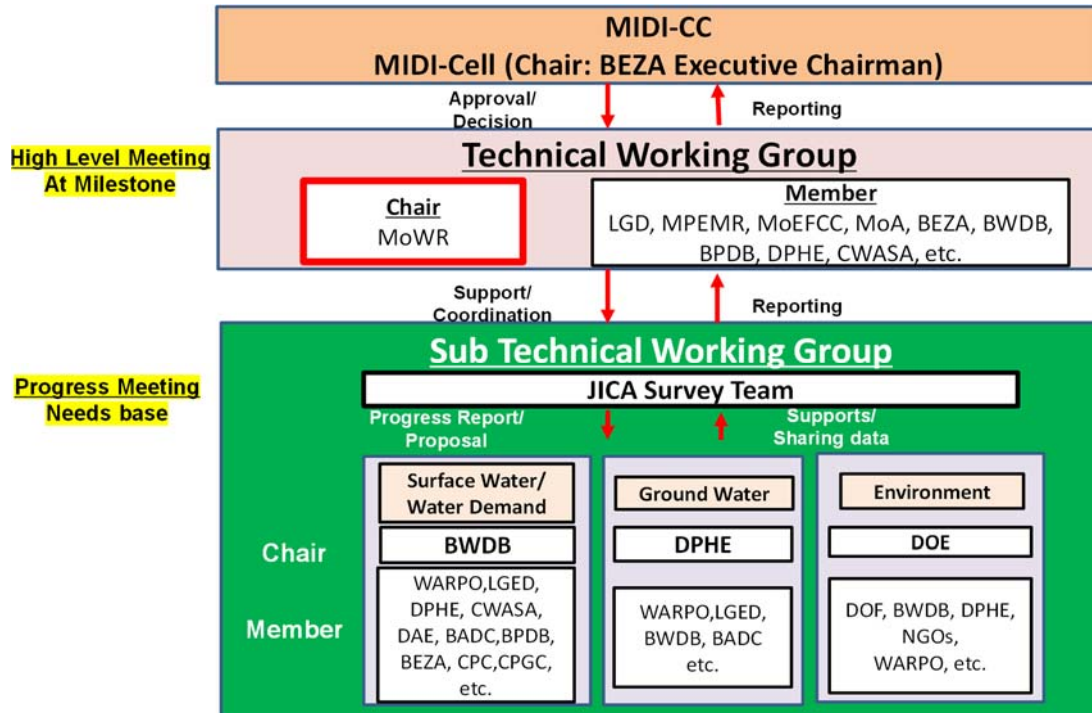 MIDI-CC
MIDI-Cell (Chair: BEZA Executive Chairman)
Approval/
Decision
Reporting
High Level Meeting
At Milestone
Technical Working Group
Chair
MoWR
Member
LGD, MPEMR, MoEFCC, MoA, BEZA, BWDB,
BPDB, DPHE, CWASA, etc.
Support/
Coordination
Reporting
Progress Meeting
Needs base
Sub Technical Working Group
JICA Survey Team
Progress Report/
Proposal
Supports/
Sharing data
Surface Water/
Water Demand
Ground Water
Environment
Chair
BWDB
DPHE
DOE
Member
WARPO,LGED,
DPHE, CWASA,
DAE, BADC,BPDB,
BEZA, CPC,CPGC,
etc.
WARPO,LGED,
BWDB, BADC
etc.
DOF, BWDB, DPHE,
NGOs,
WARPO, etc.